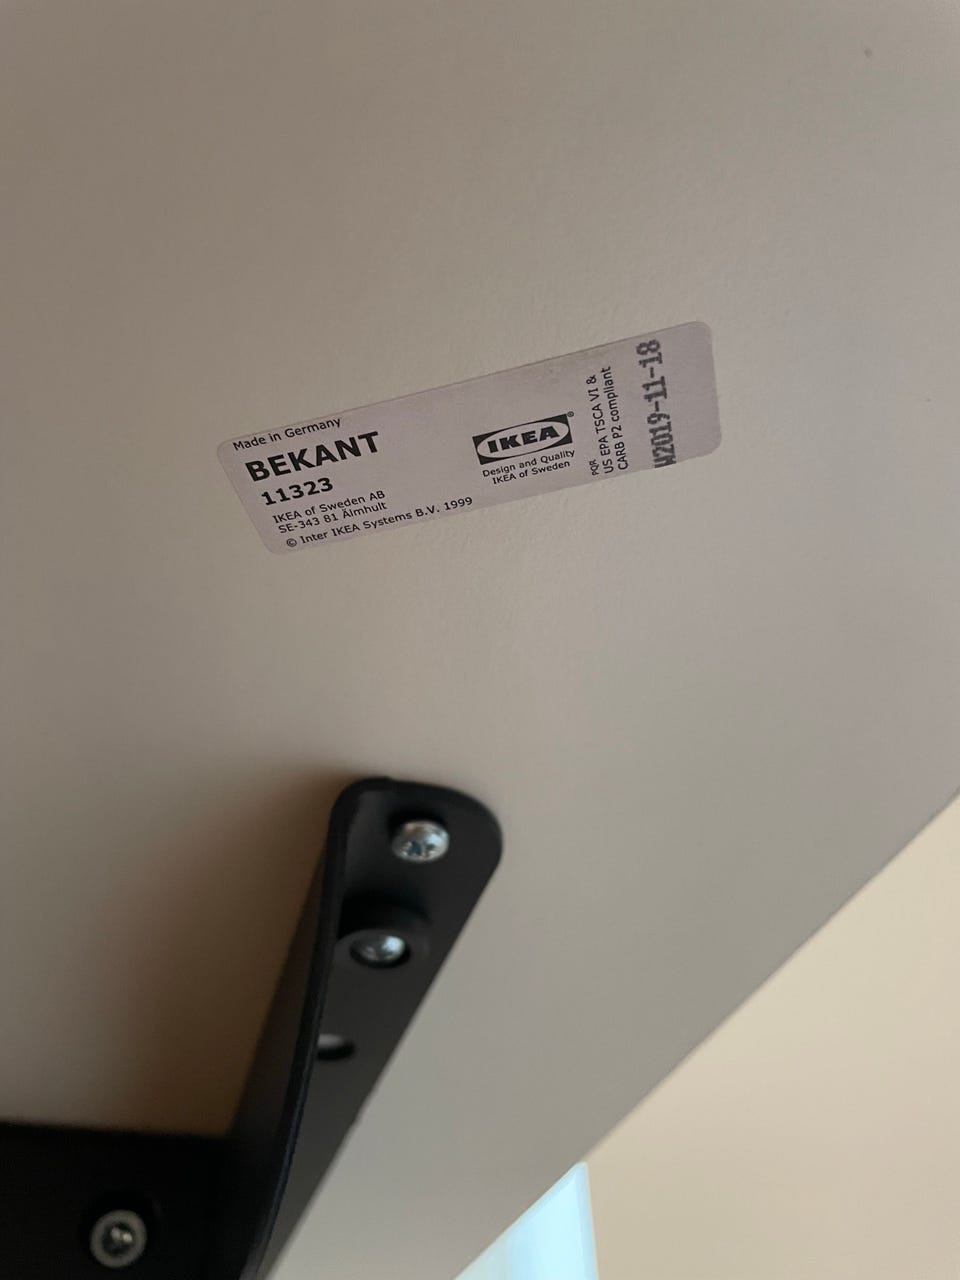 Made in Germany
BEKANT
11323
IKEA of Sweden AB
SE-343 81 Älmhult
© Inter IKEA Systems B.V. 1999
IKEA®
Design and Quality
IKEA of Sweden
PQR
US EPA TSCA VI &
CARB P2 compliant
W2019-11-18